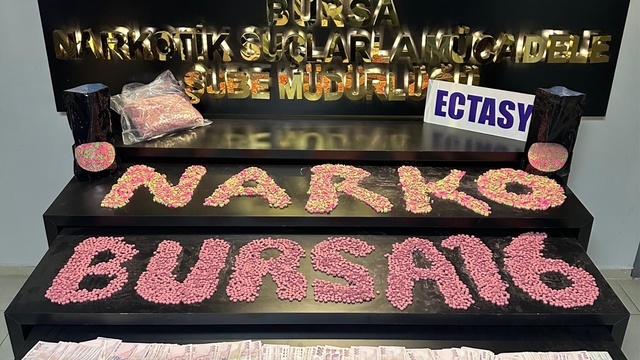 BURSA
NARKOTİK SUÇLARLA MÜCADELE
ŞUBE MÜDÜRLÜĞÜ
ECTASY
NARKO
BURSA16